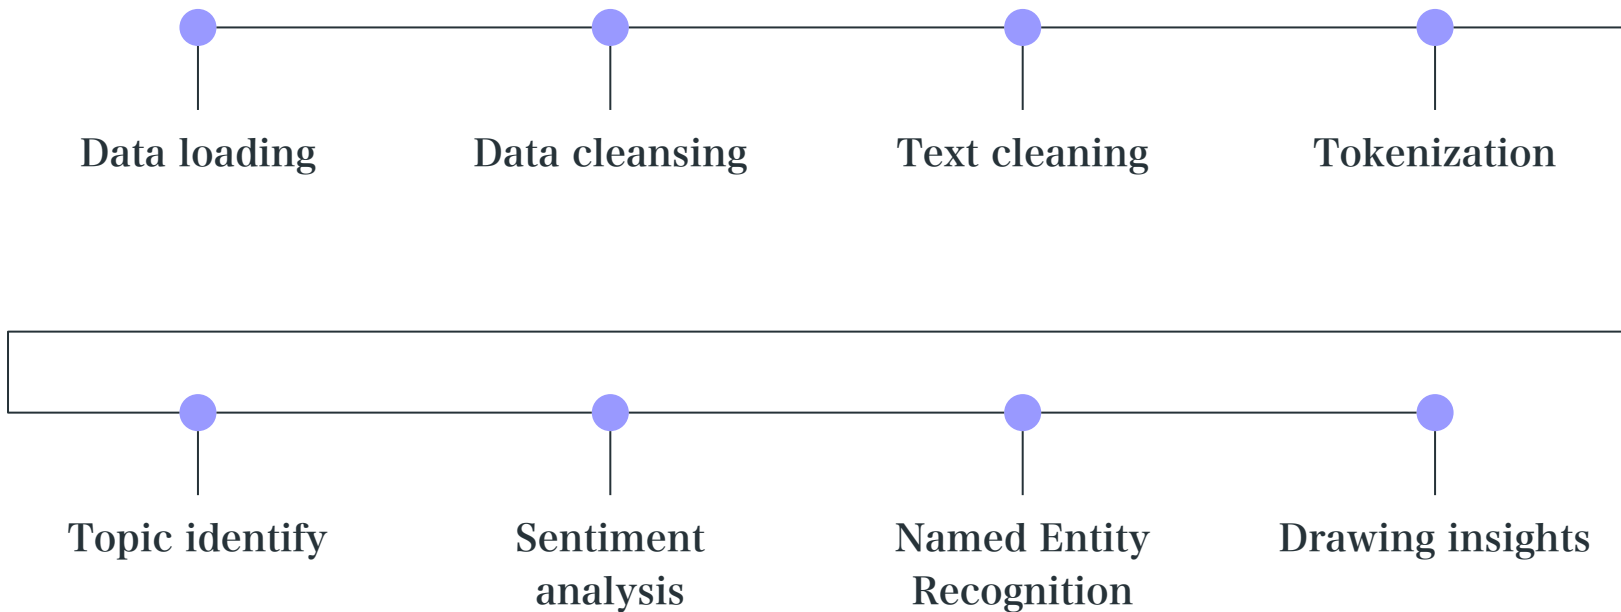 Data loading
Data cleansing
Text cleaning
Tokenization
Topic identify
Sentiment
analysis
Named Entity
Recognition
Drawing insights